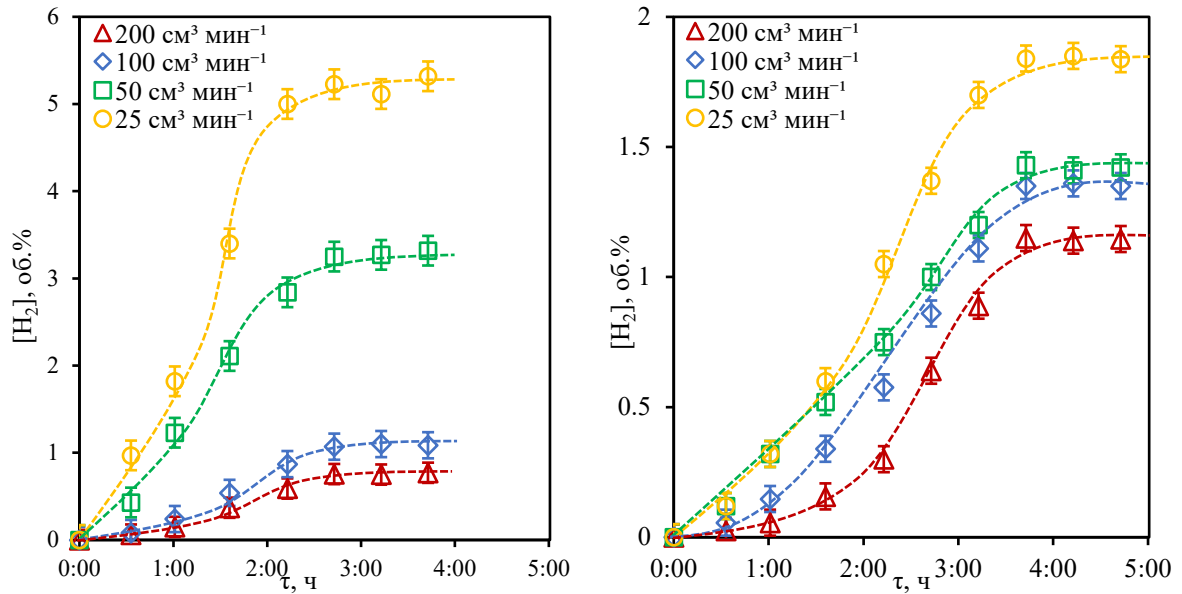 6
5
4
3
2
1
0
[H₂], об.%
200 см³ мин⁻¹
100 см³ мин⁻¹
50 см³ мин⁻¹
25 см³ мин⁻¹
0:00 1:00 2:00 3:00 4:00 5:00
τ, ч
2
1.5
1
0.5
0
[H₂], об.%
200 см³ мин⁻¹
100 см³ мин⁻¹
50 см³ мин⁻¹
25 см³ мин⁻¹
0:00 1:00 2:00 3:00 4:00 5:00
τ, ч